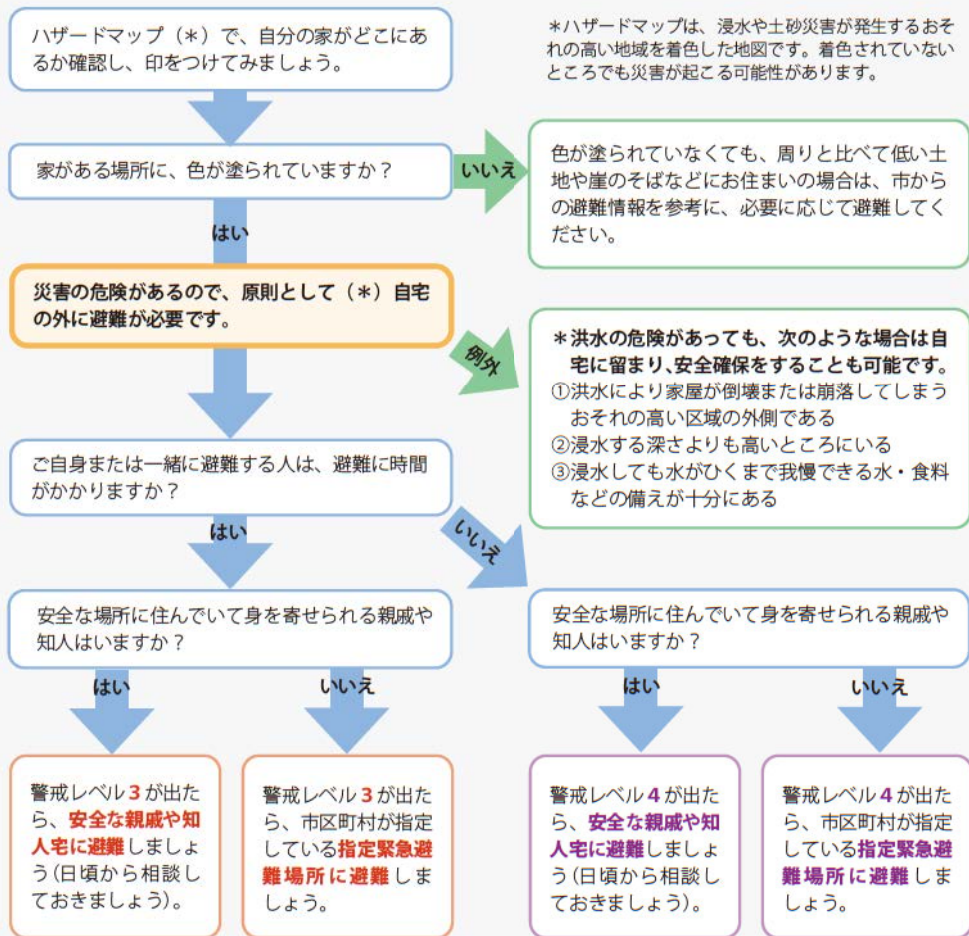 ハザードマップ（*）で、自分の家がどこにあ
るか確認し、印をつけてみましょう。
*ハザードマップは、浸水や土砂災害が発生するおそ
れの高い地域を着色した地図です。着色されていない
ところでも災害が起こる可能性があります。
家がある場所に、色が塗られていますか？
いいえ
色が塗られていなくても、周りと比べて低い土
地や崖のそばなどにお住まいの場合は、市から
の避難情報を参考に、必要に応じて避難してく
ださい。
はい
災害の危険があるので、原則として（*）自宅
の外に避難が必要です。
例外
*洪水の危険があっても、次のような場合は自
宅に留まり、安全確保をすることも可能です。
①洪水により家屋が倒壊または崩落してしまう
おそれの高い区域の外側である
②浸水する深さよりも高いところにいる
③浸水しても水がひくまで我慢できる水・食料
などの備えが十分にある
ご自身または一緒に避難する人は、避難に時間
がかかりますか？
はい
いいえ
安全な場所に住んでいて身を寄せられる親戚や
知人はいますか？
安全な場所に住んでいて身を寄せられる親戚や
知人はいますか？
はい
いいえ
はい
いいえ
警戒レベル3が出た
ら、安全な親戚や知
人宅に避難しましょ
う(日頃から相談し
ておきましょう)。
警戒レベル3が出た
ら、市区町村が指定
している指定緊急避
難場所に避難しま
しょう。
警戒レベル4が出た
ら、安全な親戚や知
人宅に避難しましょ
う(日頃から相談し
ておきましょう)。
警戒レベル4が出た
ら、市区町村が指定
している指定緊急避
難場所に避難しま
しょう。